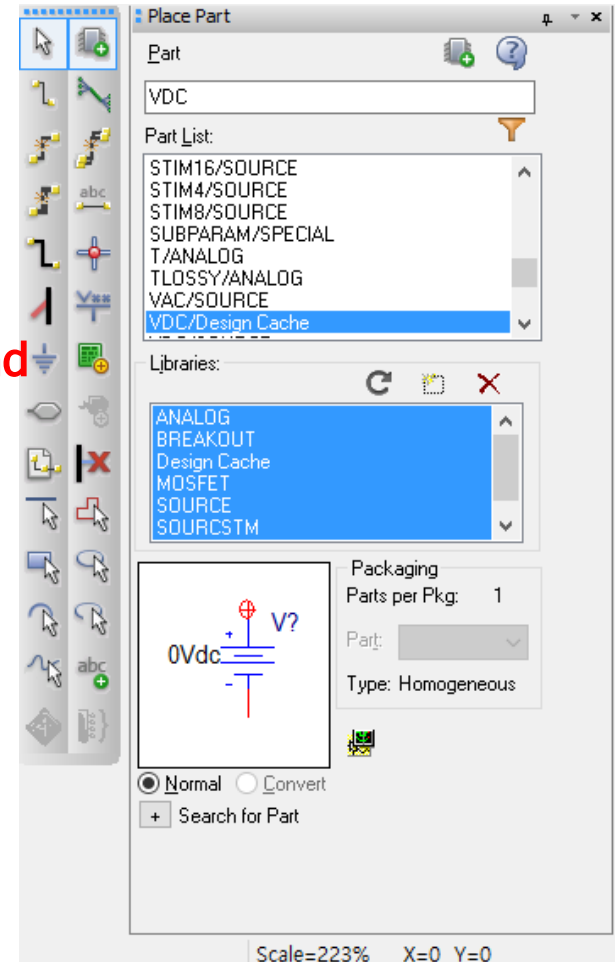 Place Part
Part
VDC
Part List:
STIM16/SOURCE
STIM4/SOURCE
STIM8/SOURCE
SUBPARAM/SPECIAL
T/ANALOG
TLOSSY/ANALOG
VAC/SOURCE
VDC/Design Cache
abc
d
Libraries:
ANALOG
BREAKOUT
Design Cache
MOSFET
SOURCE
SOURCSTM
Packaging
Parts per Pkg: 1
Part:
Type: Homogeneous
V?
0Vdc
+
-
abc
Normal Convert
+ Search for Part
Scale=223% X=0 Y=0